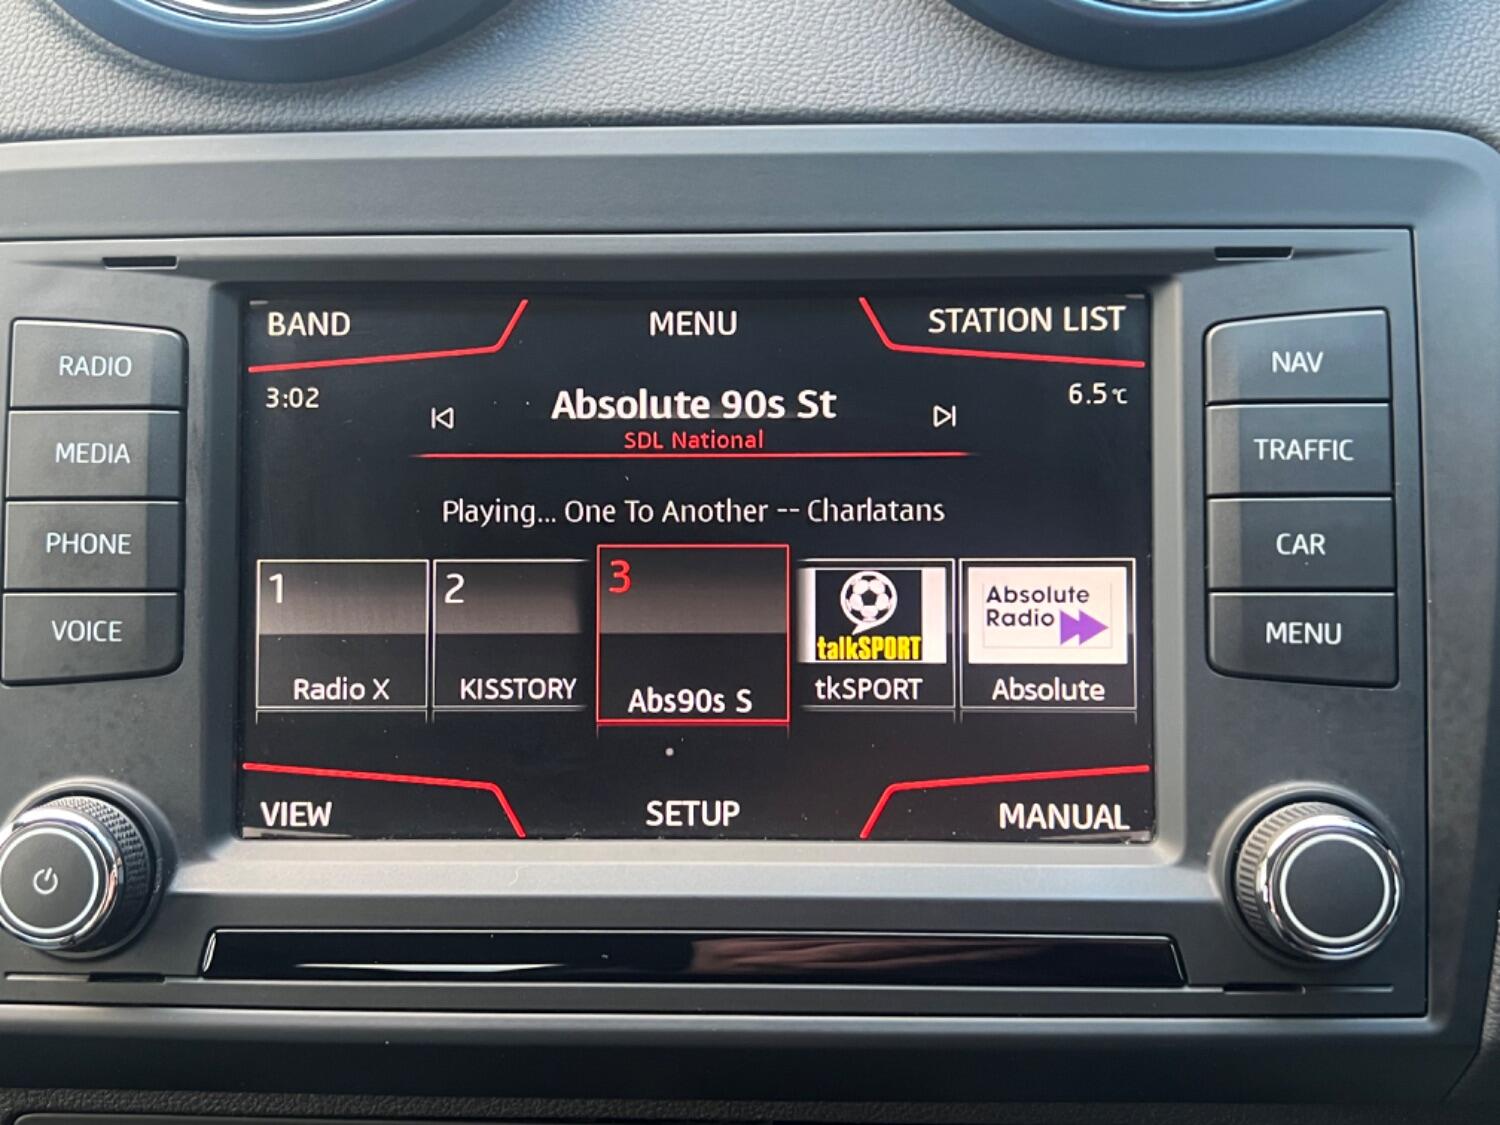 BAND
MENU
STATION LIST
3:02
Absolute 90s St
6.5°C
SDL National
Playing... One To Another -- Charlatans
1
2
3
talkSPORT
Absolute
Radio
Radio X
KISSTORY
Abs90s S
tkSPORT
Absolute
VIEW
SETUP
MANUAL
RADIO
MEDIA
PHONE
VOICE
NAV
TRAFFIC
CAR
MENU